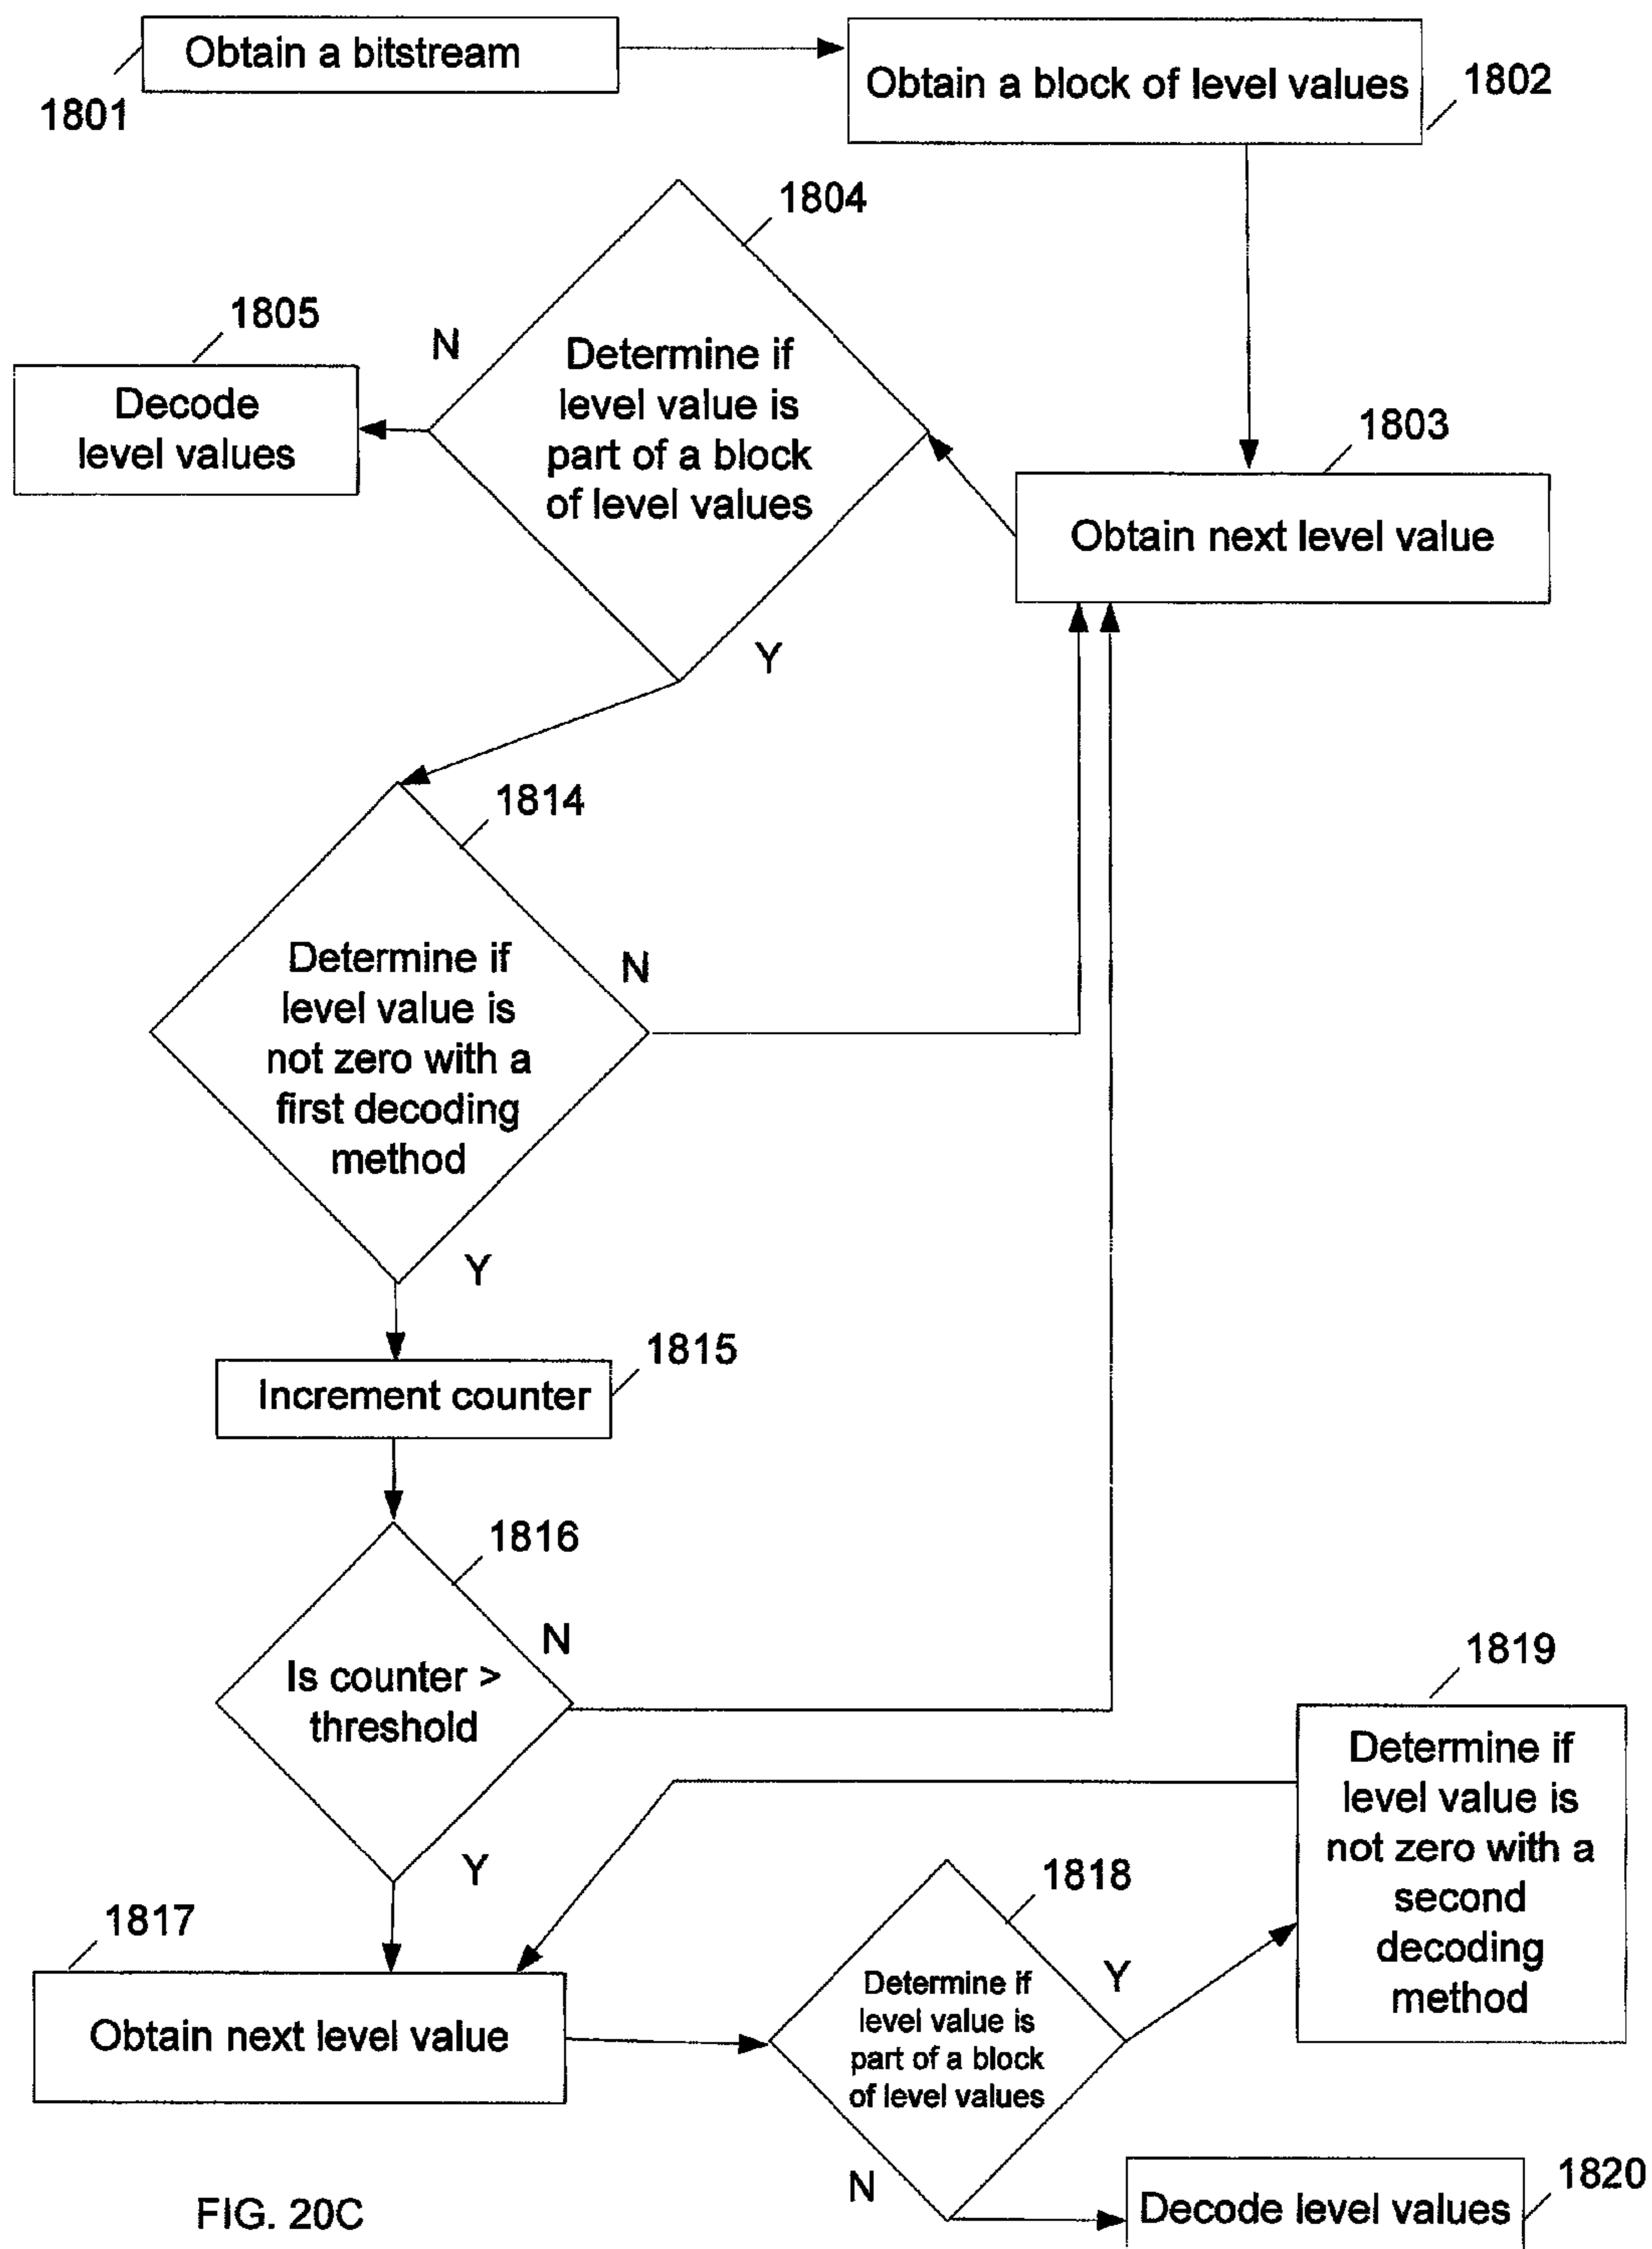 Obtain a bitstream
1801
Obtain a block of level values
1802
1804
1805
N
Decode
level values
Determine if
level value is
part of a block
of level values
1803
Obtain next level value
Y
1814
Determine if
level value is
not zero with a
first decoding
method
N
Y
1815
Increment counter
1816
N
Is counter >
threshold
Y
1819
Determine if
level value is
not zero with a
second
decoding
method
1817
Obtain next level value
1818
Determine if
level value is
part of a block
of level values
Y
N
1820
Decode level values
FIG. 20C